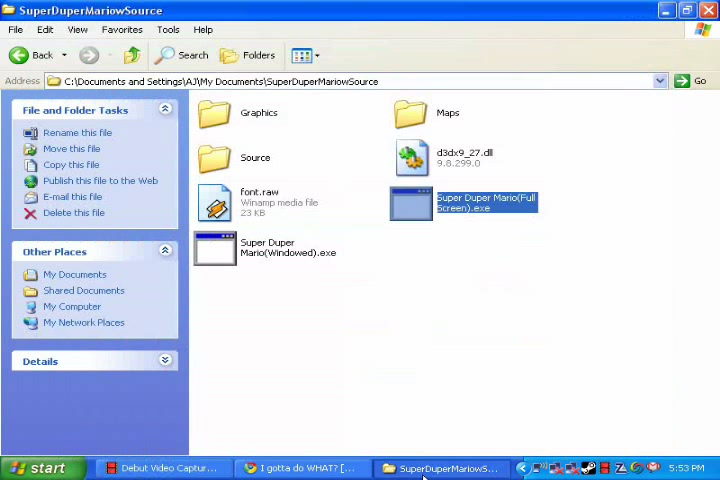 SuperDuperMariowSource
File Edit View Favorites Tools Help
Back Search Folders
Address C:\Documents and Settings\AJ\My Documents\SuperDuperMariowSource Go
File and Folder Tasks
Rename this file
Move this file
Copy this file
Publish this file to the Web
E-mail this file
Delete this file
Other Places
My Documents
Shared Documents
My Computer
My Network Places
Details
Graphics
Maps
Source
d3dx9_27.dll
9.8.299.0
font.raw
Winamp media file
23 KB
Super Duper Mario(Full
Screen).exe
Super Duper
Mario(Windowed).exe
start Debut Video Captur... I gotta do WHAT? [... SuperDuperMariowS... 5:53 PM